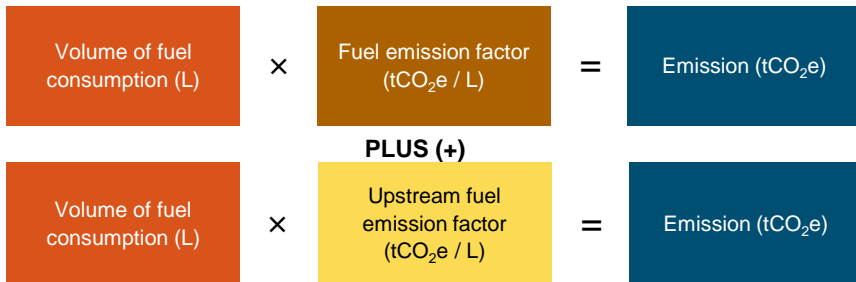 Volume of fuel
consumption (L)
×
Fuel emission factor
(tCO₂e / L)
=
Emission (tCO₂e)
PLUS (+)
Volume of fuel
consumption (L)
×
Upstream fuel
emission factor
(tCO₂e / L)
=
Emission (tCO₂e)